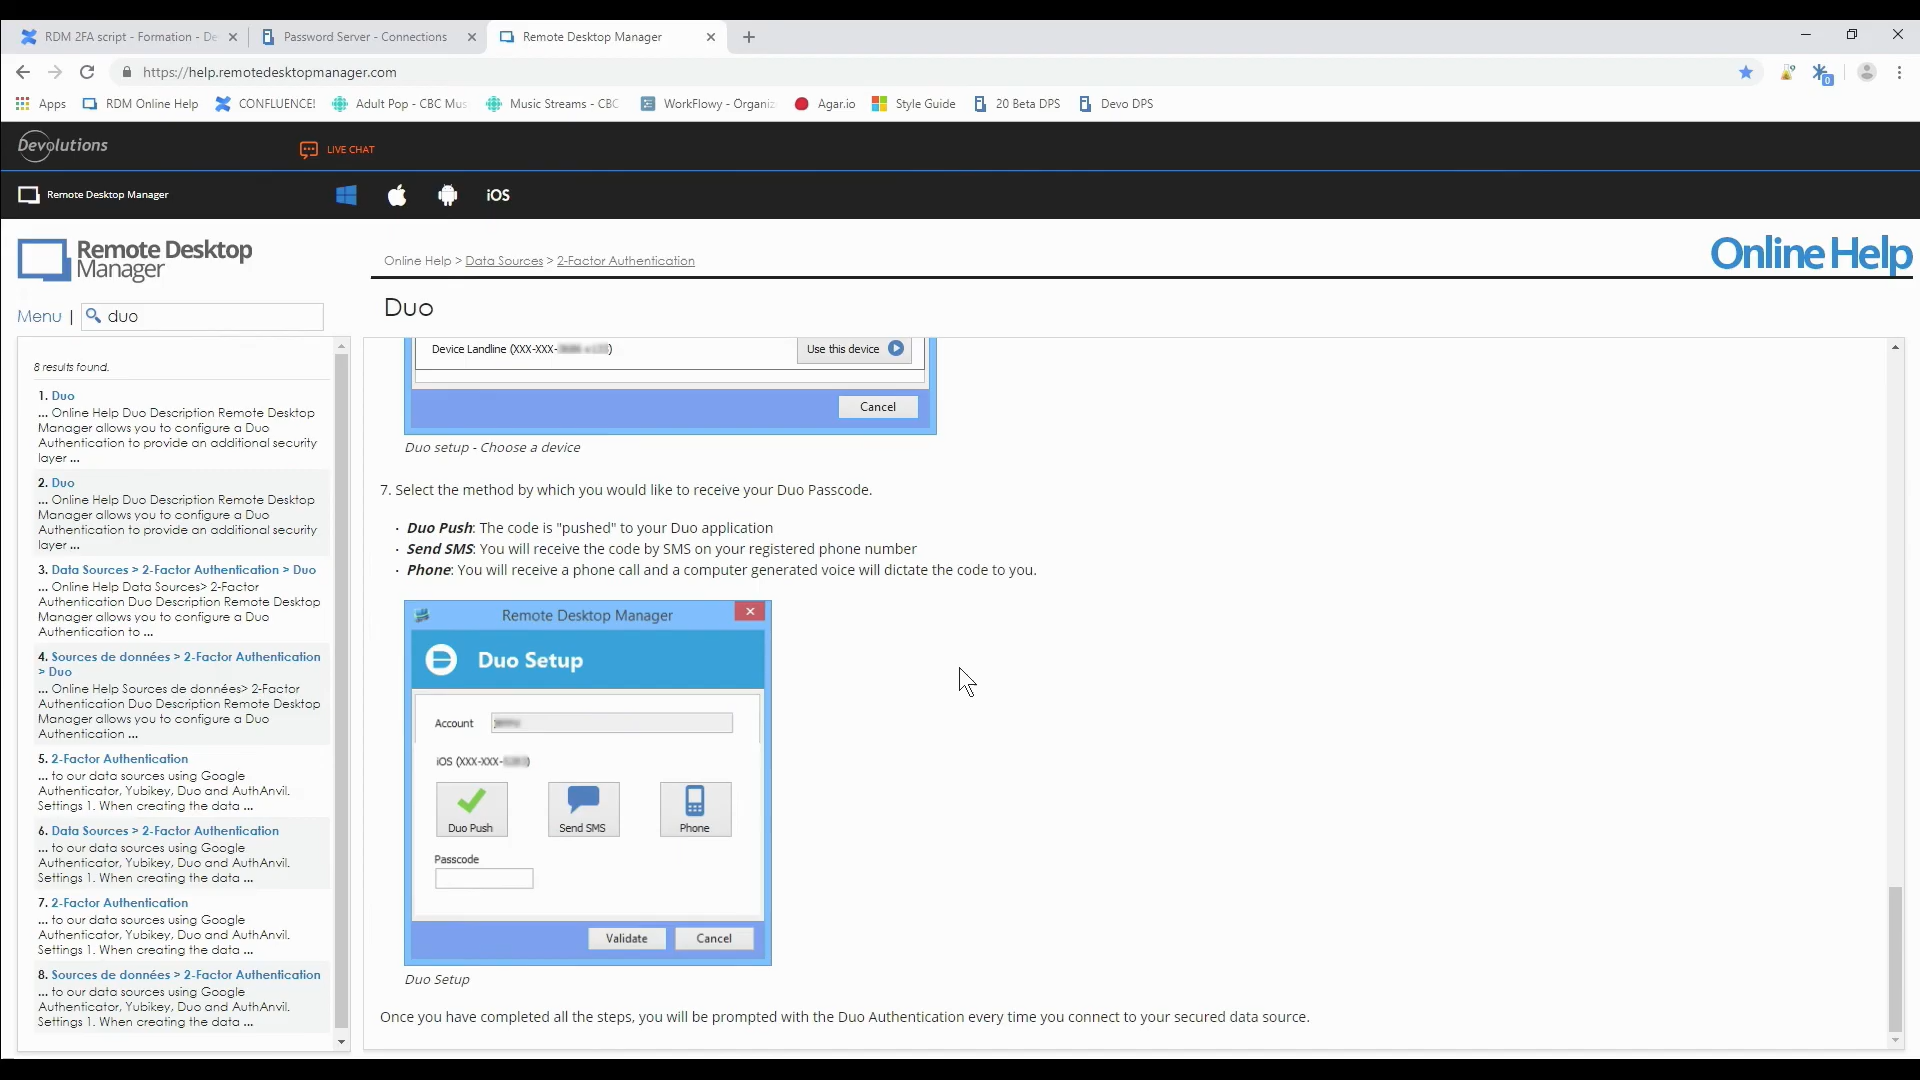 RDM 2FA script - Formation - De
Password Server - Connections
Remote Desktop Manager
https://help.remotedesktopmanager.com
0
Apps
RDM Online Help
CONFLUENCE!
Adult Pop - CBC Mus
Music Streams - CBC
WorkFlowy - Organiz
Agar.io
Style Guide
20 Beta DPS
Devo DPS
Devolutions
LIVE CHAT
Remote Desktop Manager
iOS
Remote Desktop
Manager
Online Help > Data Sources > 2-Factor Authentication
Online Help
Menu | duo
Duo
8 results found.
1. Duo
... Online Help Duo Description Remote Desktop
Manager allows you to configure a Duo
Authentication to provide an additional security
layer ...
2. Duo
... Online Help Duo Description Remote Desktop
Manager allows you to configure a Duo
Authentication to provide an additional security
layer ...
3. Data Sources > 2-Factor Authentication > Duo
... Online Help Data Sources> 2-Factor
Authentication Duo Description Remote Desktop
Manager allows you to configure a Duo
Authentication to ...
4. Sources de données > 2-Factor Authentication
> Duo
... Online Help Sources de données> 2-Factor
Authentication Duo Description Remote Desktop
Manager allows you to configure a Duo
Authentication ...
5. 2-Factor Authentication
... to our data sources using Google
Authenticator, Yubikey, Duo and AuthAnvil.
Settings 1. When creating the data ...
6. Data Sources > 2-Factor Authentication
... to our data sources using Google
Authenticator, Yubikey, Duo and AuthAnvil.
Settings 1. When creating the data ...
7. 2-Factor Authentication
... to our data sources using Google
Authenticator, Yubikey, Duo and AuthAnvil.
Settings 1. When creating the data ...
8. Sources de données > 2-Factor Authentication
... to our data sources using Google
Authenticator, Yubikey, Duo and AuthAnvil.
Settings 1. When creating the data ...
Device Landline (XXX-XXX- )
Use this device
Cancel
Duo setup - Choose a device
7. Select the method by which you would like to receive your Duo Passcode.
· Duo Push: The code is "pushed" to your Duo application
· Send SMS: You will receive the code by SMS on your registered phone number
· Phone: You will receive a phone call and a computer generated voice will dictate the code to you.
Remote Desktop Manager
Duo Setup
Account
iOS (XXX-XXX- )
Duo Push
Send SMS
Phone
Passcode
Validate
Cancel
Duo Setup
Once you have completed all the steps, you will be prompted with the Duo Authentication every time you connect to your secured data source.